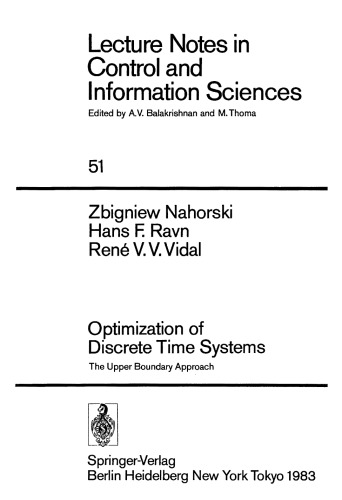 Lecture Notes in
Control and
Information Sciences
Edited by A.V. Balakrishnan and M. Thoma
51
Zbigniew Nahorski
Hans F. Ravn
René V. V. Vidal
Optimization of
Discrete Time Systems
The Upper Boundary Approach
Springer-Verlag
Berlin Heidelberg New York Tokyo 1983